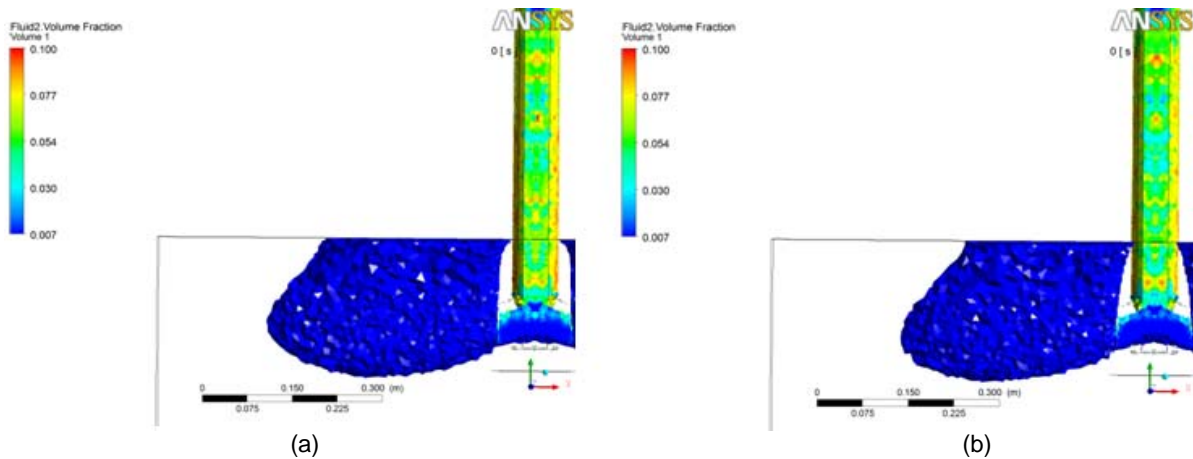 Fluid2.Volume Fraction
Volume 1
0.100
0.077
0.054
0.030
0.007
ANSYS
0 [ s
0 0.150 0.300 (m)
0.075 0.225
(a)
Fluid2.Volume Fraction
Volume 1
0.100
0.077
0.054
0.030
0.007
ANSYS
0 [ s
0 0.150 0.300 (m)
0.075 0.225
(b)